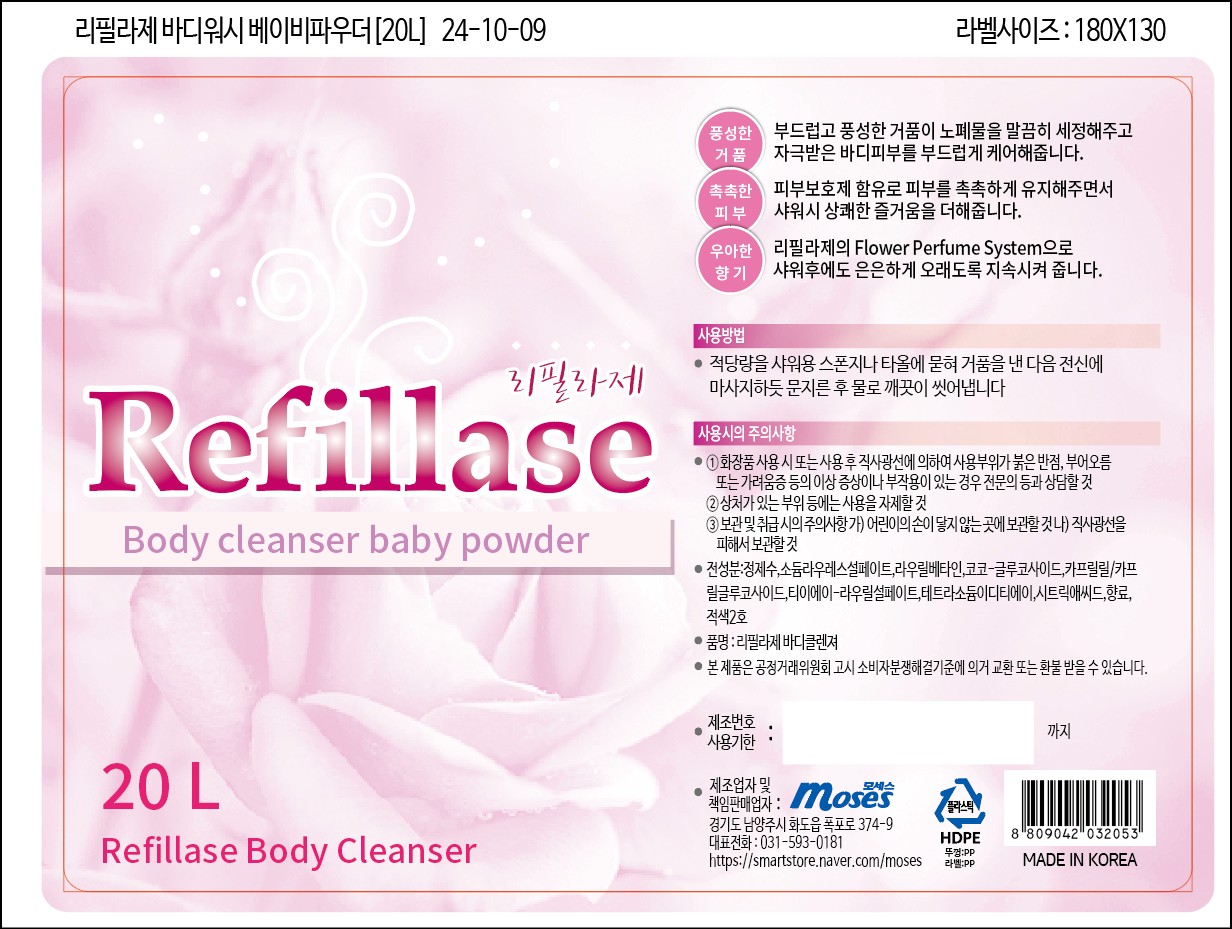 리필라제 바디워시 베이비파우더 [20L] 24-10-09
라벨사이즈 : 180X130
풍성한
거 품
부드럽고 풍성한 거품이 노폐물을 말끔히 세정해주고
자극받은 바디피부를 부드럽게 케어해줍니다.
촉촉한
피 부
피부보호제 함유로 피부를 촉촉하게 유지해주면서
샤워시 상쾌한 즐거움을 더해줍니다.
우아한
향 기
리필라제의 Flower Perfume System으로
샤워후에도 은은하게 오래도록 지속시켜 줍니다.
리필라제
Refillase
Body cleanser baby powder
20 L
Refillase Body Cleanser
사용방법
● 적당량을 샤워용 스폰지나 타올에 묻혀 거품을 낸 다음 전신에
마사지하듯 문지른 후 물로 깨끗이 씻어냅니다
사용시의 주의사항
● ① 화장품 사용 시 또는 사용 후 직사광선에 의하여 사용부위가 붉은 반점, 부어오름
또는 가려움증 등의 이상 증상이나 부작용이 있는 경우 전문의 등과 상담할 것
② 상처가 있는 부위 등에는 사용을 자제할 것
③ 보관 및 취급 시의 주의사항 가) 어린이의 손이 닿지 않는 곳에 보관할 것 나) 직사광선을
피해서 보관할 것
● 전성분:정제수,소듐라우레스설페이트,라우릴베타인,코코-글루코사이드,카프릴릴/카프
릴글루코사이드,티이에이-라우릴설페이트,테트라소듐이디티에이,시트릭애씨드,향료,
적색2호
● 품명 : 리필라제 바디클렌져
● 본 제품은 공정거래위원회 고시 소비자분쟁해결기준에 의거 교환 또는 환불 받을 수 있습니다.
● 제조번호
사용기한 : 까지
● 제조업자 및
책임판매업자 : 모세스 moses
경기도 남양주시 화도읍 폭포로 374-9
대표전화 : 031-593-0181
https://smartstore.naver.com/moses
플라스틱
HDPE
뚜껑:PP
라벨:PP
8 809042 032053
MADE IN KOREA